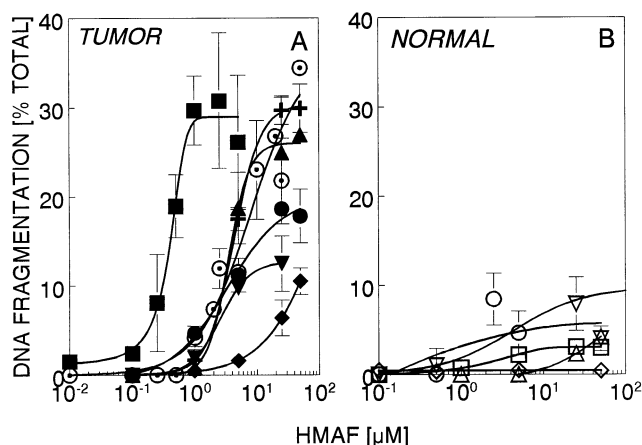 TUMOR A
NORMAL B
DNA FRAGMENTATION [% TOTAL]
40
30
20
10
0
40
30
20
10
0
10⁻² 10⁻¹ 10⁰ 10¹ 10²
10⁻¹ 10⁰ 10¹ 10²
HMAF [µM]